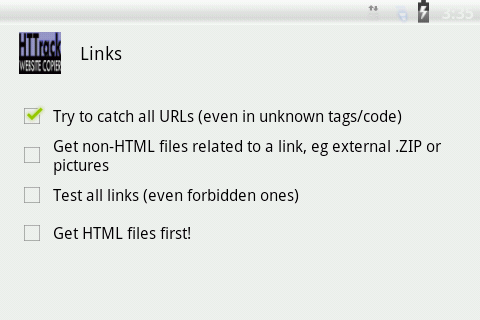 3:35
HTTrack
WEBSITE COPIER
Links
Try to catch all URLs (even in unknown tags/code)
Get non-HTML files related to a link, eg external .ZIP or
pictures
Test all links (even forbidden ones)
Get HTML files first!